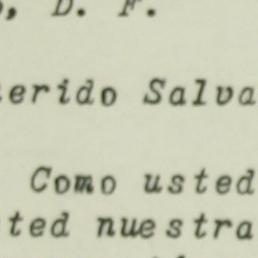 , D. F.
erido Salva
Como usted
ted nuestra